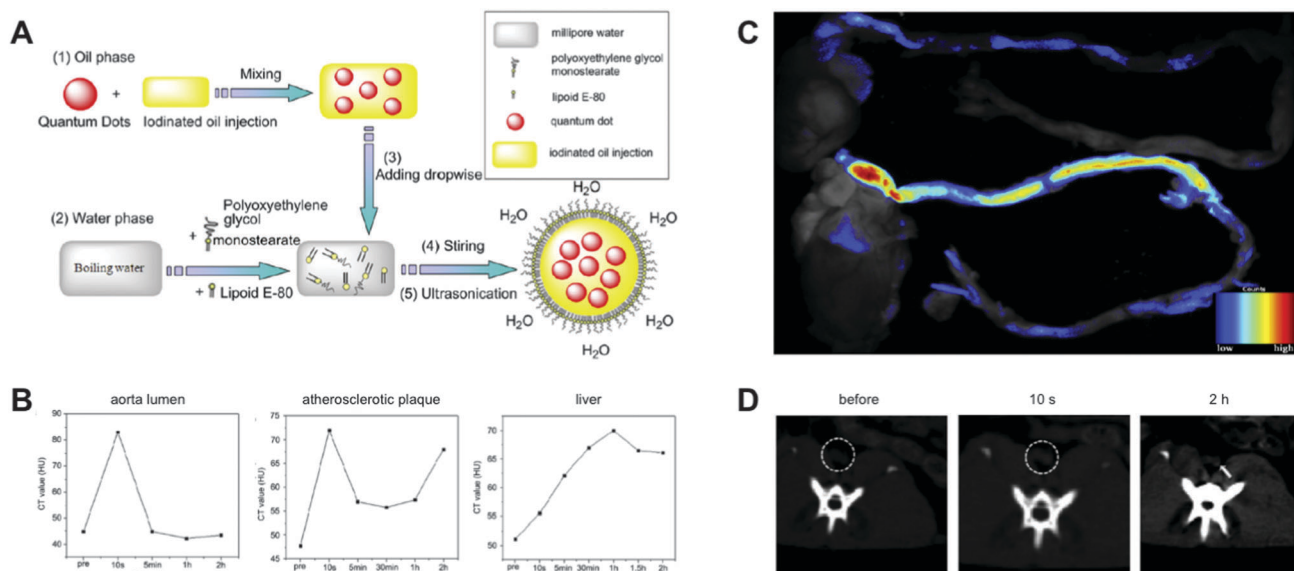 A
(1) Oil phase
Quantum Dots
+
Iodinated oil injection
Mixing
(3)
Adding dropwise
millipore water
polyoxyethylene glycol
monostearate
lipoid E-80
quantum dot
iodinated oil injection
(2) Water phase
Boiling water
Polyoxyethylene
glycol
+
monostearate
+
Lipoid E-80
(4) Stiring
(5) Ultrasonication
H2O
H2O
H2O
H2O
H2O
H2O
H2O
H2O
B
aorta lumen
CT value (HU)
90
80
70
60
50
40
pre
10s
5min
1h
2h
atherosclerotic plaque
CT value (HU)
75
70
65
60
55
50
45
pre
10s
5min
30min
1h
2h
liver
CT value (HU)
70
65
60
55
50
pre
10s
5min
30min
1h
1.5h
2h
C
Counts
low
high
D
before
10 s
2 h